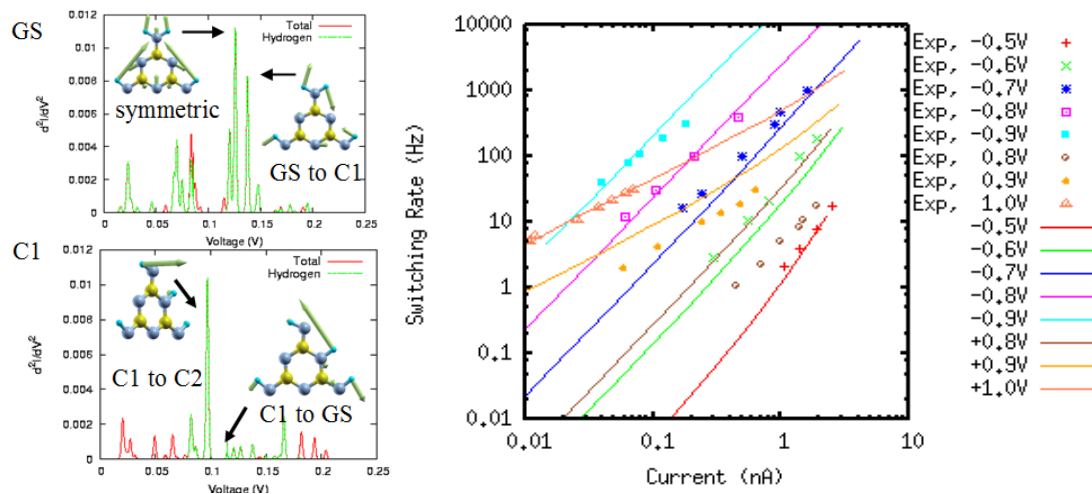 GS
0.012
0.01
0.008
0.006
0.004
0.002
0
d²I/dV²
Total
Hydrogen
symmetric
GS to C1
0 0.05 0.1 0.15 0.2 0.25
Voltage (V)
C1
0.012
0.01
0.008
0.006
0.004
0.002
0
d²I/dV²
Total
Hydrogen
C1 to C2
C1 to GS
0 0.05 0.10 0.15 0.2 0.25
Voltage (V)
Switching Rate (Hz)
10000
1000
100
10
1
0.1
0.01
0.01 0.1 1 10
Current (nA)
Exp, -0.5V
Exp, -0.6V
Exp, -0.7V
Exp, -0.8V
Exp, -0.9V
Exp, 0.8V
Exp, 0.9V
Exp, 1.0V
-0.5V
-0.6V
-0.7V
-0.8V
-0.9V
+0.8V
+0.9V
+1.0V